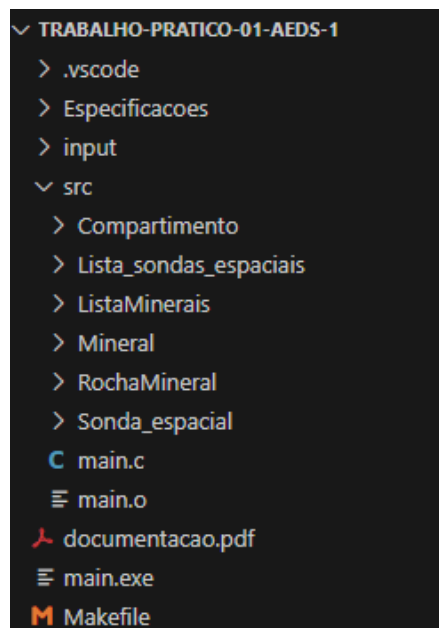 TRABALHO-PRATICO-01-AEDS-1
.vscode
Especificacoes
input
src
Compartimento
Lista_sondas_espaciais
ListaMinerais
Mineral
RochaMineral
Sonda_espacial
C main.c
main.o
documentacao.pdf
main.exe
M Makefile